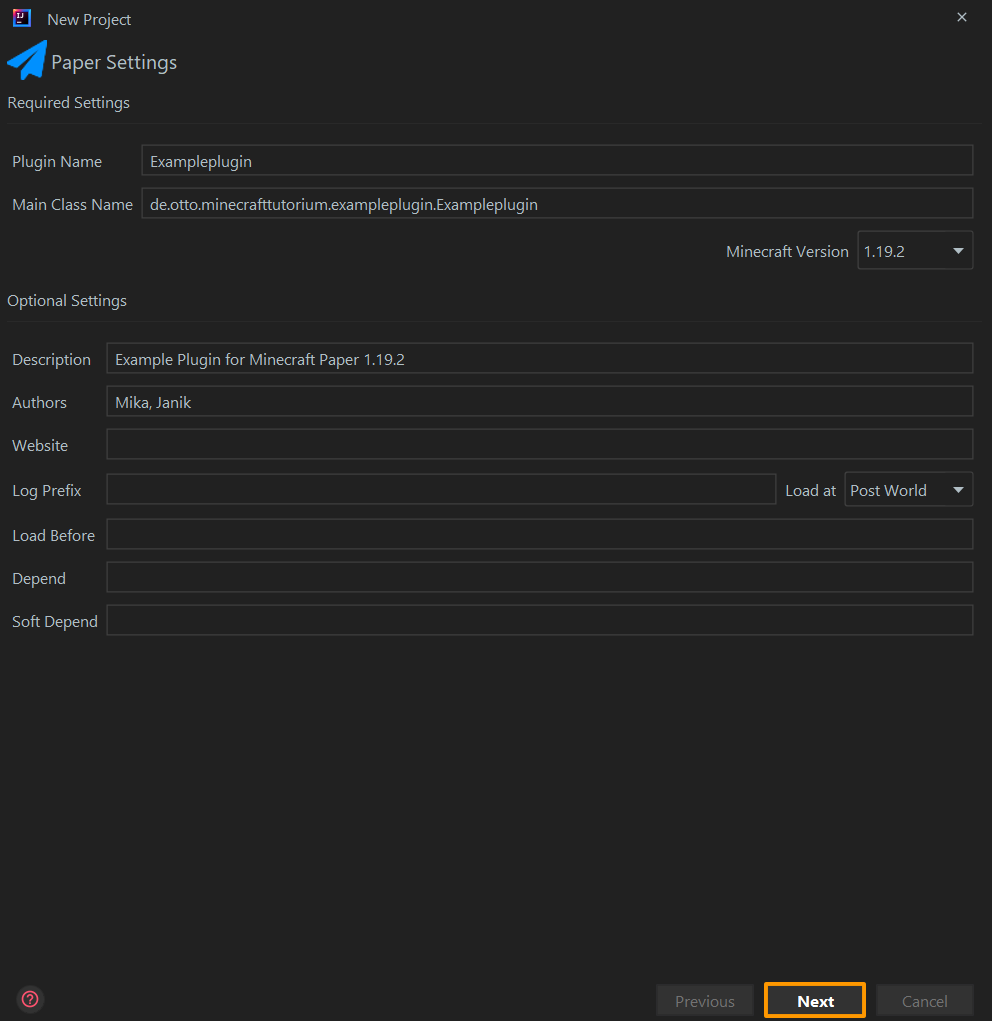 New Project
Paper Settings
Required Settings
Plugin Name Exampleplugin
Main Class Name de.otto.minecrafttutorium.exampleplugin.Exampleplugin
Minecraft Version 1.19.2
Optional Settings
Description Example Plugin for Minecraft Paper 1.19.2
Authors Mika, Janik
Website
Log Prefix Load at Post World
Load Before
Depend
Soft Depend
Previous Next Cancel